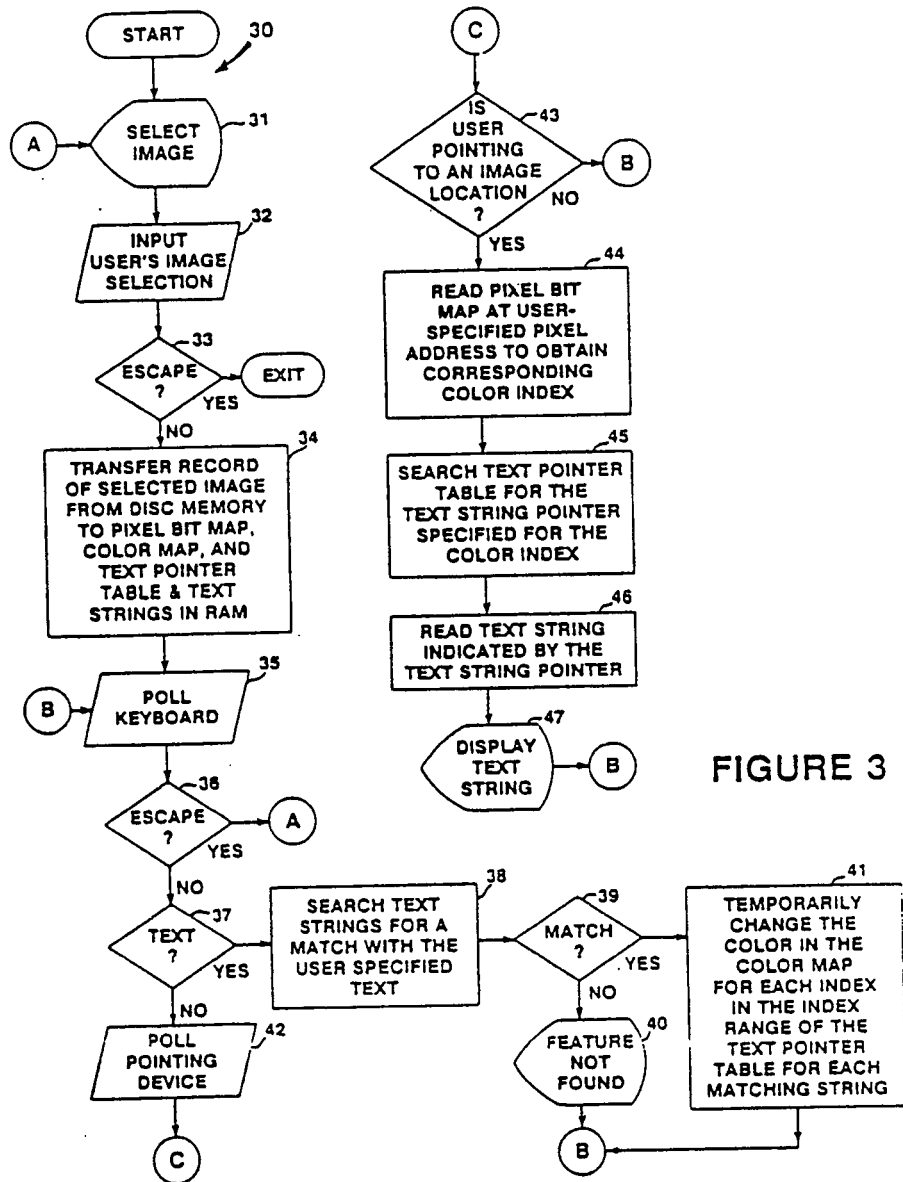 START
30
A
SELECT
IMAGE
31
INPUT
USER'S IMAGE
SELECTION
32
ESCAPE
?
33
YES
EXIT
NO
TRANSFER RECORD
OF SELECTED IMAGE
FROM DISC MEMORY
TO PIXEL BIT MAP,
COLOR MAP, AND
TEXT POINTER
TABLE & TEXT
STRINGS IN RAM
34
B
POLL
KEYBOARD
35
ESCAPE
?
36
YES
A
NO
TEXT
?
37
YES
SEARCH TEXT
STRINGS FOR A
MATCH WITH THE
USER SPECIFIED
TEXT
38
MATCH
?
39
YES
NO
FEATURE
NOT
FOUND
40
B
TEMPORARILY
CHANGE THE
COLOR IN THE
COLOR MAP
FOR EACH INDEX
IN THE INDEX
RANGE OF THE
TEXT POINTER
TABLE FOR EACH
MATCHING STRING
41
NO
POLL
POINTING
DEVICE
42
C
C
IS
USER
POINTING
TO AN IMAGE
LOCATION
?
43
B
NO
YES
READ PIXEL BIT
MAP AT USER-
SPECIFIED PIXEL
ADDRESS TO OBTAIN
CORRESPONDING
COLOR INDEX
44
SEARCH TEXT POINTER
TABLE FOR THE
TEXT STRING POINTER
SPECIFIED FOR THE
COLOR INDEX
45
READ TEXT STRING
INDICATED BY THE
TEXT STRING POINTER
46
DISPLAY
TEXT
STRING
47
B
FIGURE 3